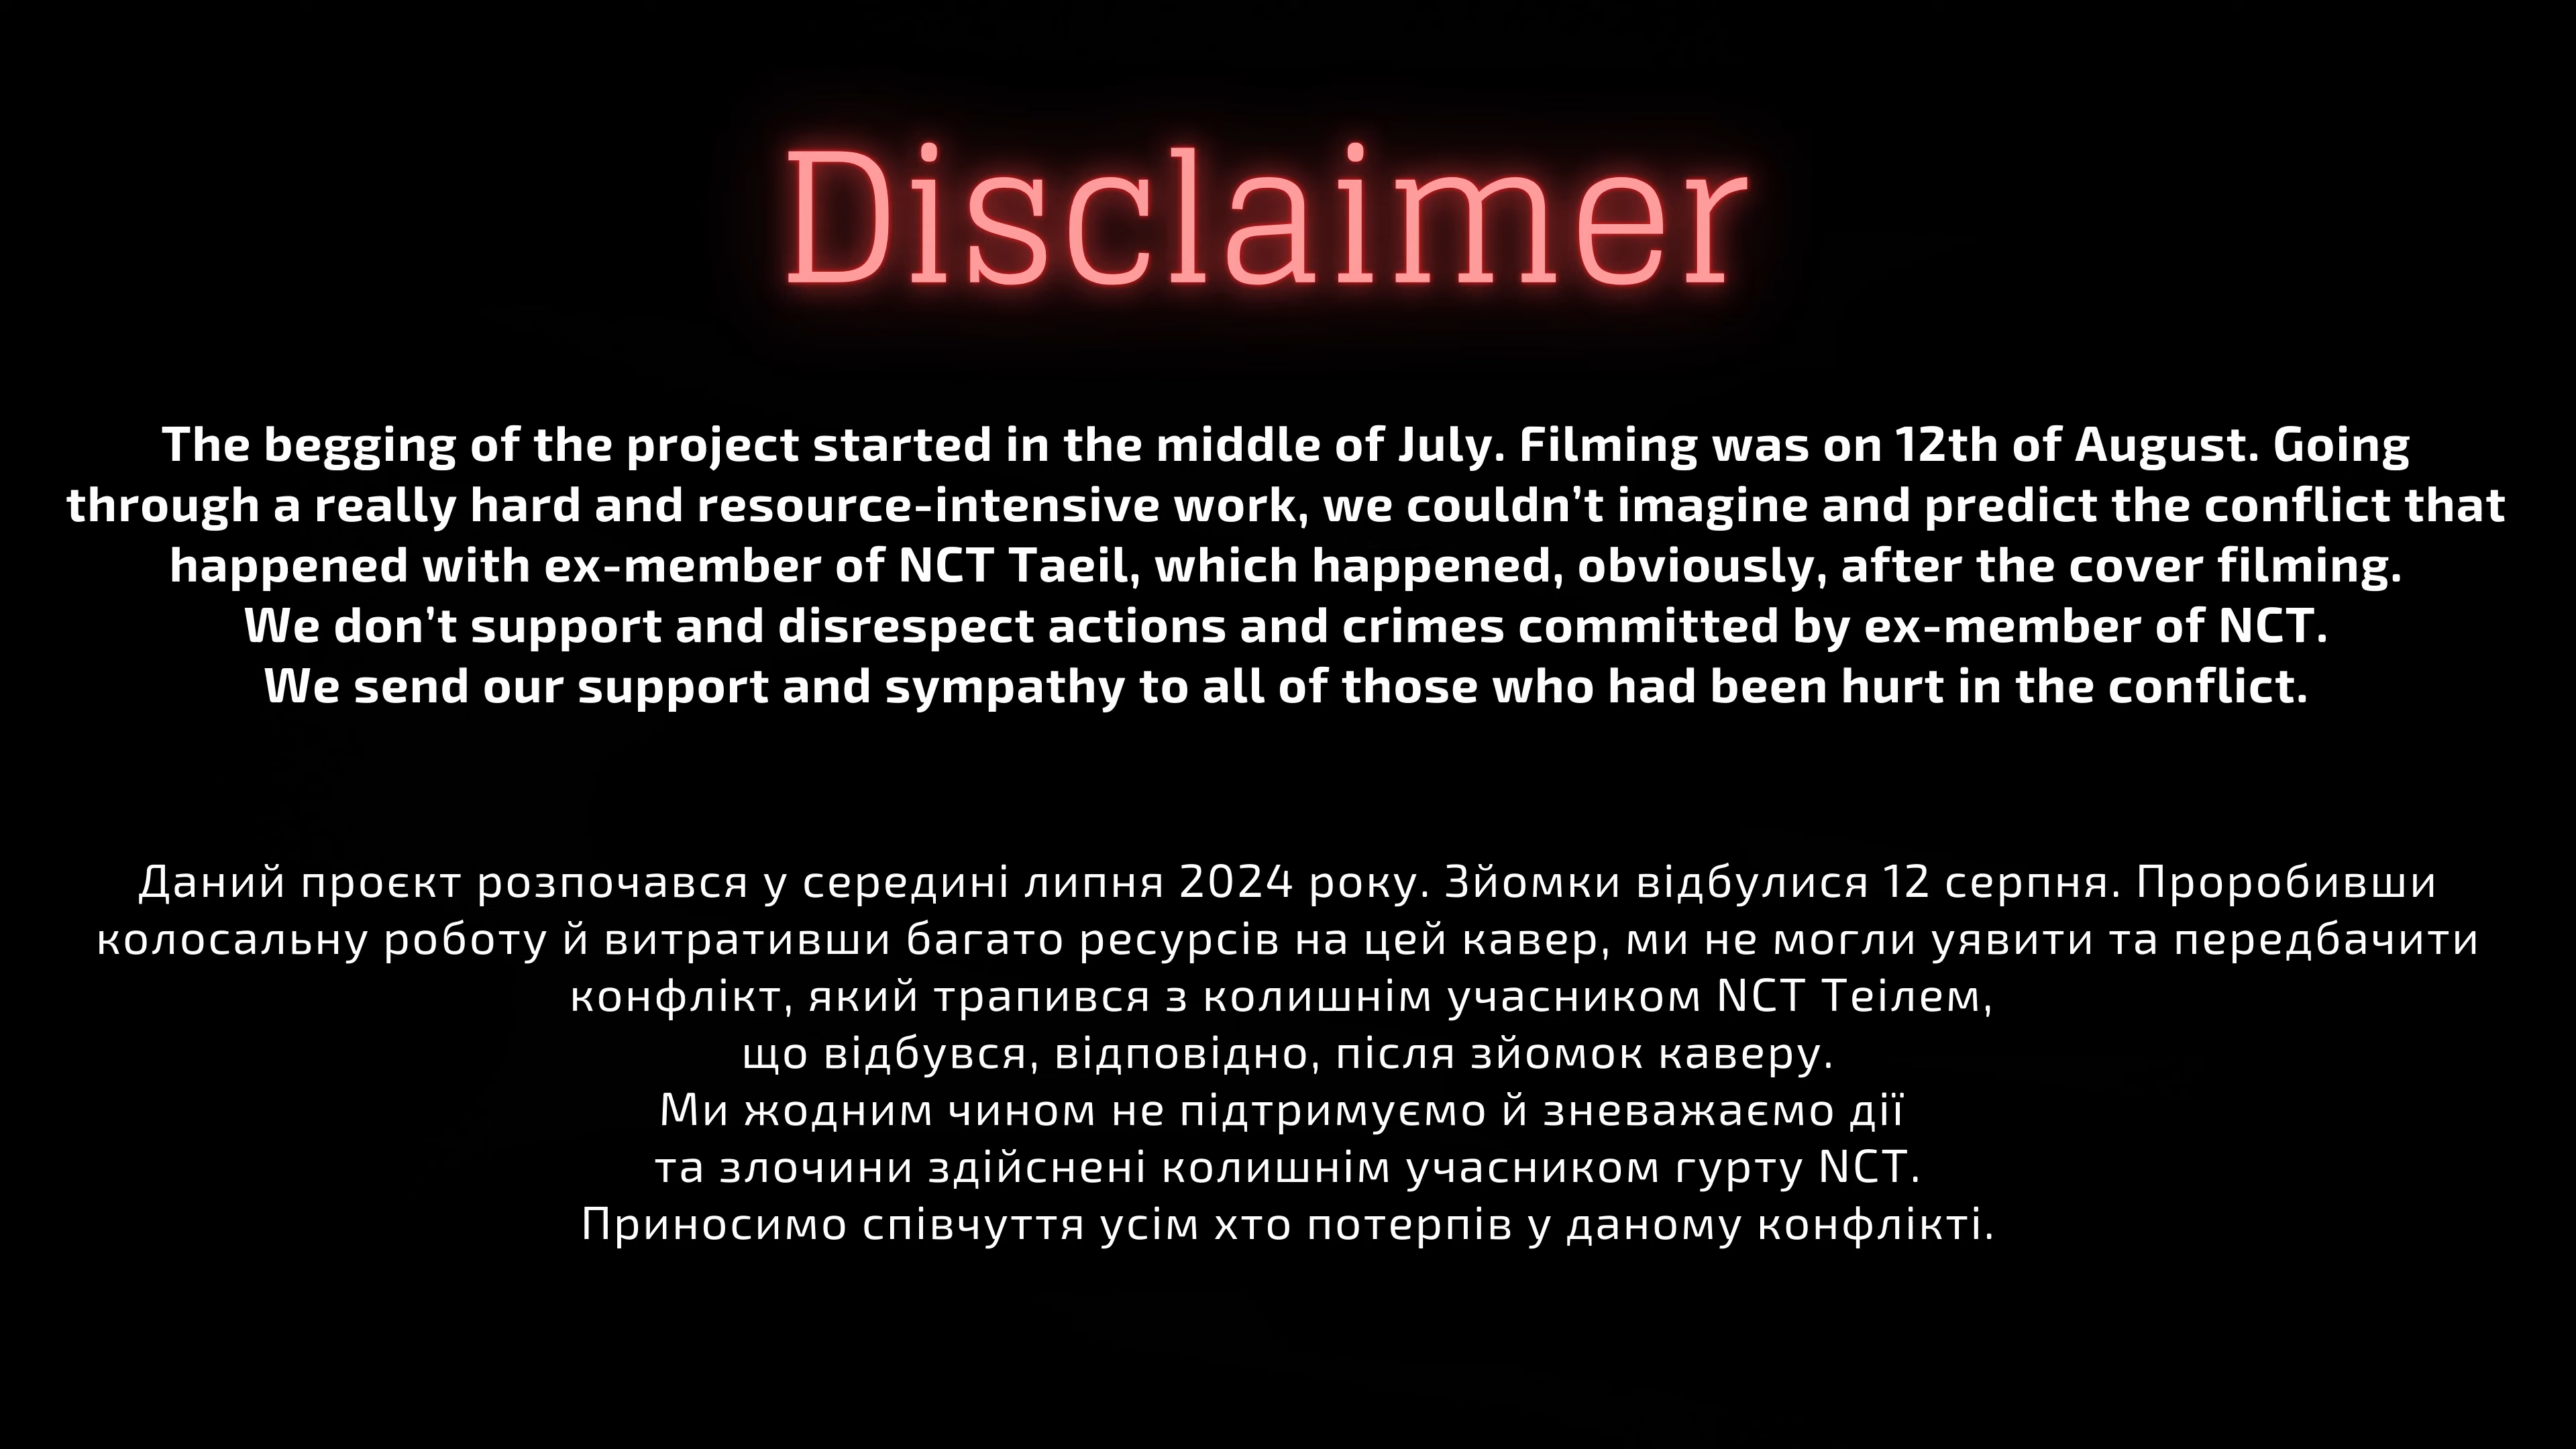 Disclaimer
The begging of the project started in the middle of July. Filming was on 12th of August. Going
through a really hard and resource-intensive work, we couldn’t imagine and predict the conflict that
happened with ex-member of NCT Taeil, which happened, obviously, after the cover filming.
We don’t support and disrespect actions and crimes committed by ex-member of NCT.
We send our support and sympathy to all of those who had been hurt in the conflict.
Даний проєкт розпочався у середині липня 2024 року. Зйомки відбулися 12 серпня. Проробивши
колосальну роботу й витративши багато ресурсів на цей кавер, ми не могли уявити та передбачити
конфлікт, який трапився з колишнім учасником NCT Теілем,
що відбувся, відповідно, після зйомок каверу.
Ми жодним чином не підтримуємо й зневажаємо дії
та злочини здійснені колишнім учасником гурту NCT.
Приносимо співчуття усім хто потерпів у даному конфлікті.